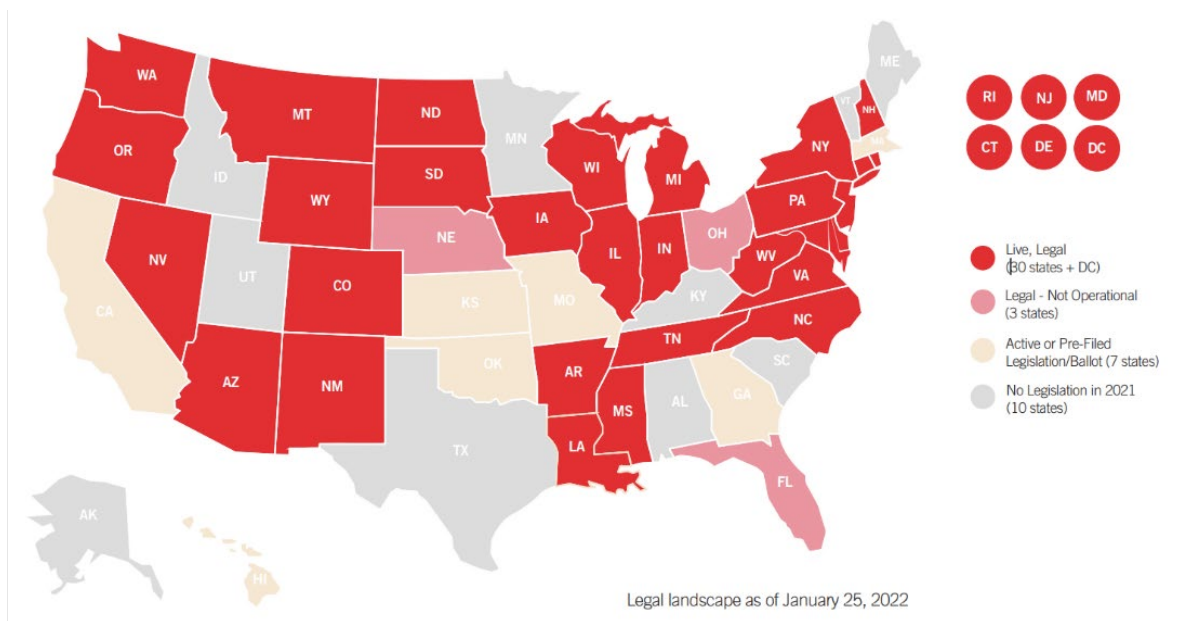 WA
MT
ND
MN
ME
VT
NH
OR
ID
WY
SD
WI
MI
NY
MA
RI
NJ
MD
CT
DE
DC
NV
UT
CO
NE
IA
IL
IN
OH
PA
WV
VA
CA
AZ
NM
KS
MO
OK
AR
KY
TN
NC
SC
TX
LA
MS
AL
GA
FL
AK
HI
Live, Legal
(30 states + DC)
Legal - Not Operational
(3 states)
Active or Pre-Filed
Legislation/Ballot (7 states)
No Legislation in 2021
(10 states)
Legal landscape as of January 25, 2022